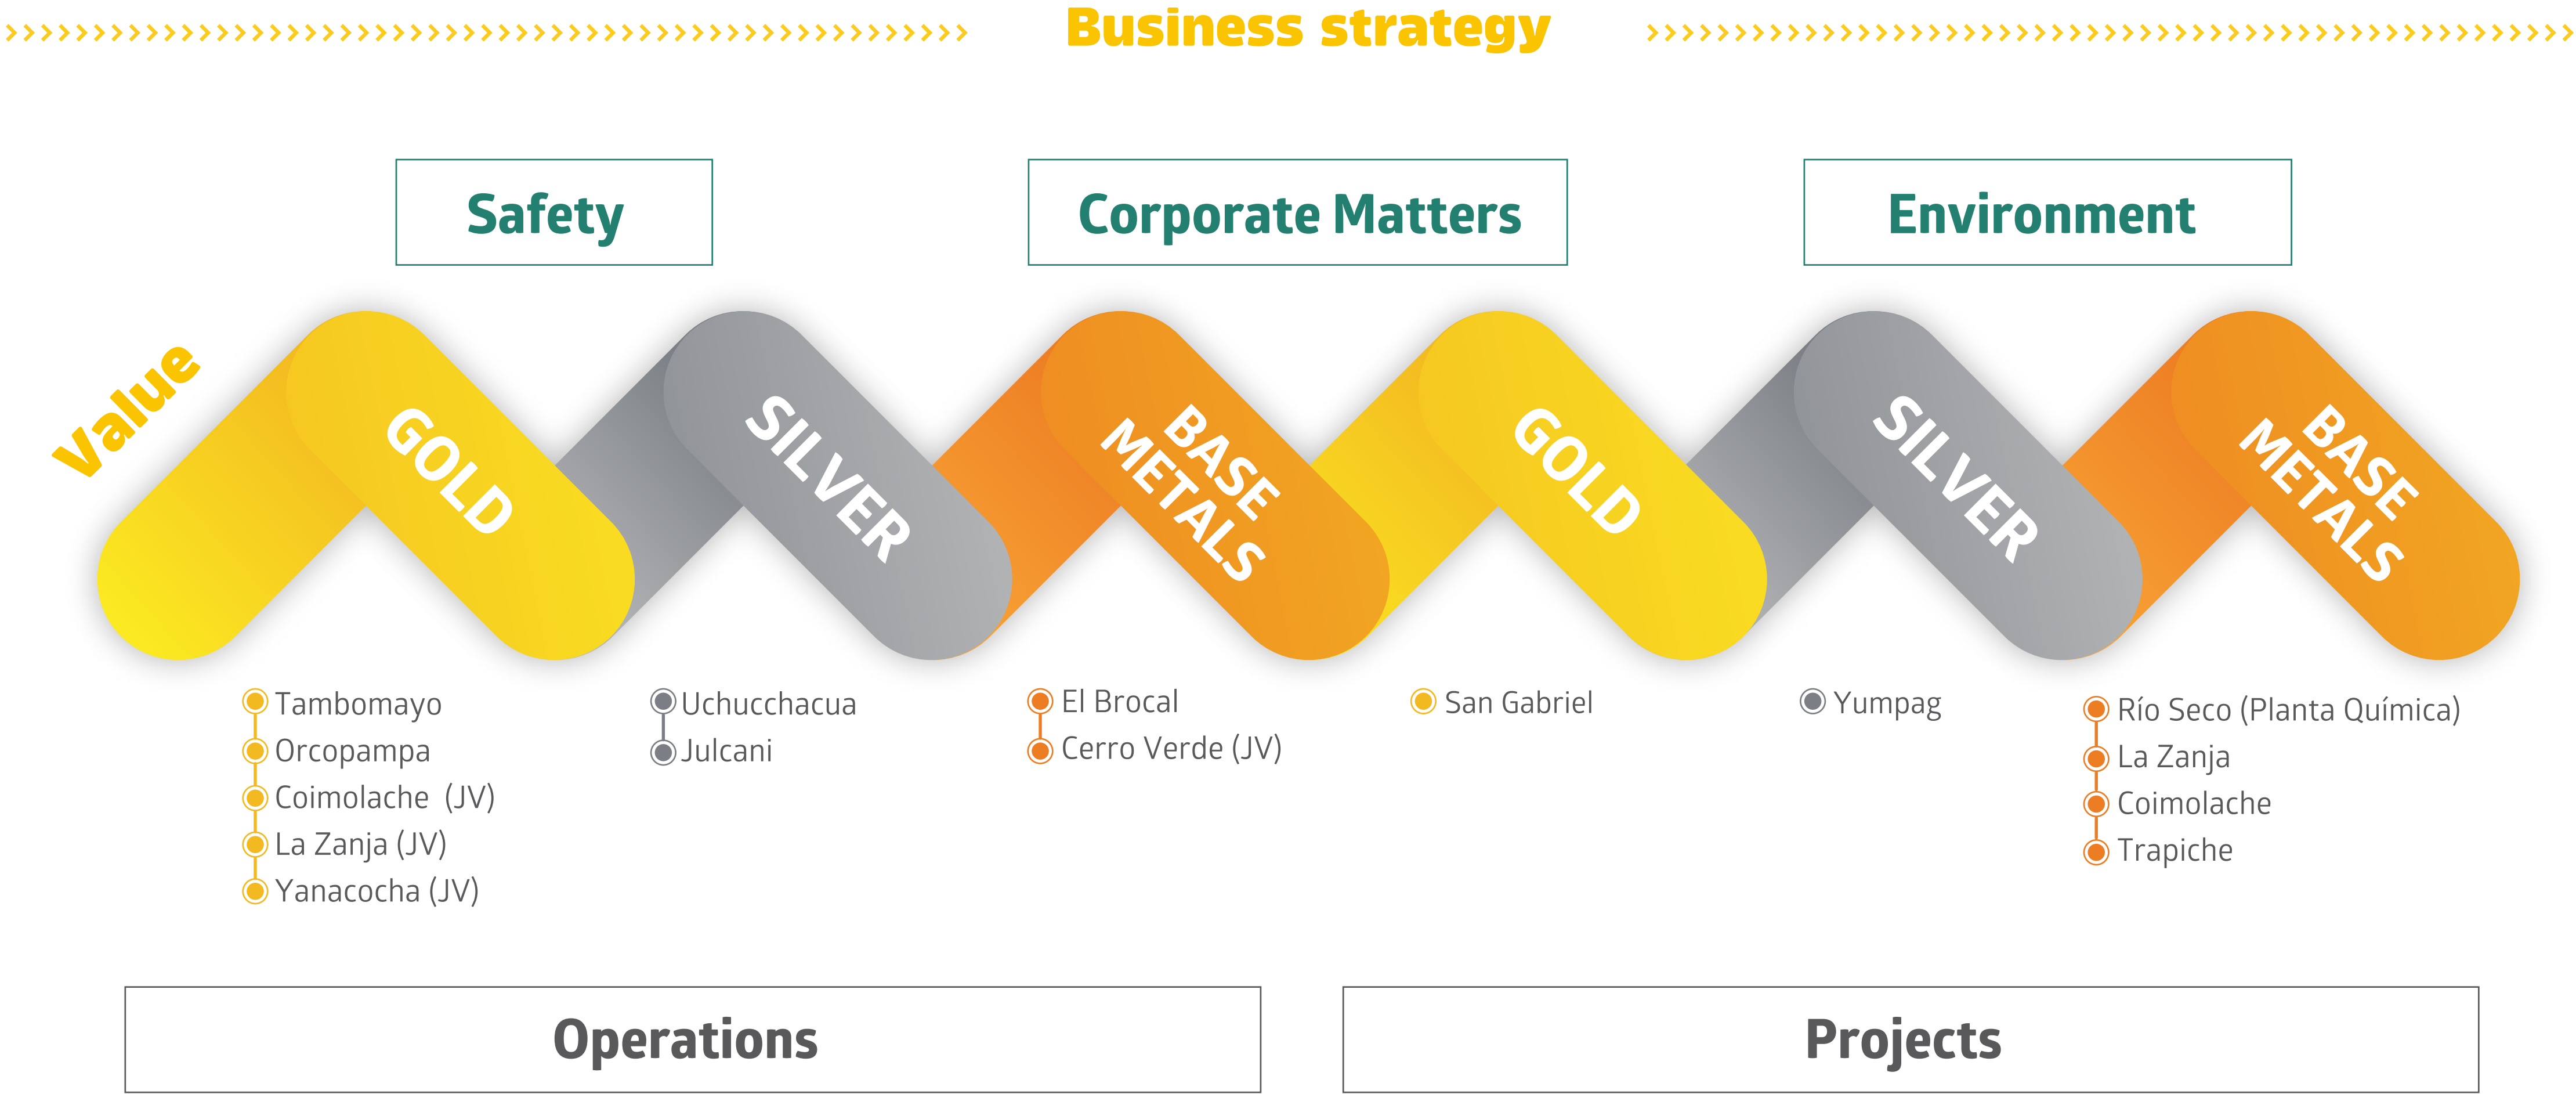 Business strategy
Safety
Corporate Matters
Environment
Value
GOLD
SILVER
BASE
METALS
GOLD
SILVER
BASE
METALS
Tambomayo
Orcopampa
Coimolache (JV)
La Zanja (JV)
Yanacocha (JV)
Uchucchacua
Julcani
El Brocal
Cerro Verde (JV)
San Gabriel
Yumpag
Río Seco (Planta Química)
La Zanja
Coimolache
Trapiche
Operations
Projects